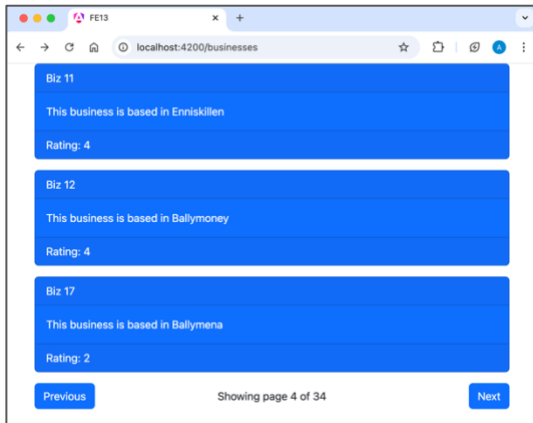 FE13
localhost:4200/businesses
A
Biz 11
This business is based in Enniskillen
Rating: 4
Biz 12
This business is based in Ballymoney
Rating: 4
Biz 17
This business is based in Ballymena
Rating: 2
Previous Showing page 4 of 34 Next